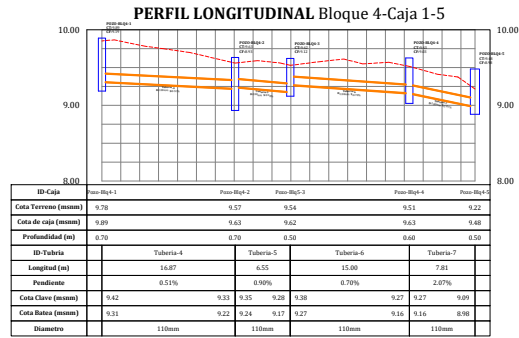 PERFIL LONGITUDINAL Bloque 4-Caja 1-5
10.00 10.00
9.00 9.00
8.00 8.00
ID-Caja Pozo-Blq4-1 Pozo-Blq4-2 Pozo-Blq5-3 Pozo-Blq4-4 Pozo-Blq4-5
Cota Terreno (msnm) 9.78 9.57 9.54 9.51 9.22
Cota de caja (msnm) 9.89 9.63 9.62 9.63 9.48
Profundidad (m) 0.70 0.70 0.50 0.60 0.50
ID-Tubria Tuberia-4 Tuberia-5 Tuberia-6 Tuberia-7
Longitud (m) 16.87 6.55 15.00 7.81
Pendiente 0.51% 0.90% 0.70% 2.07%
Cota Clave (msnm) 9.42 9.33 9.35 9.28 9.38 9.27 9.27 9.09
Cota Batea (msnm) 9.31 9.22 9.24 9.17 9.27 9.16 9.16 8.98
Diametro 110mm 110mm 110mm 110mm